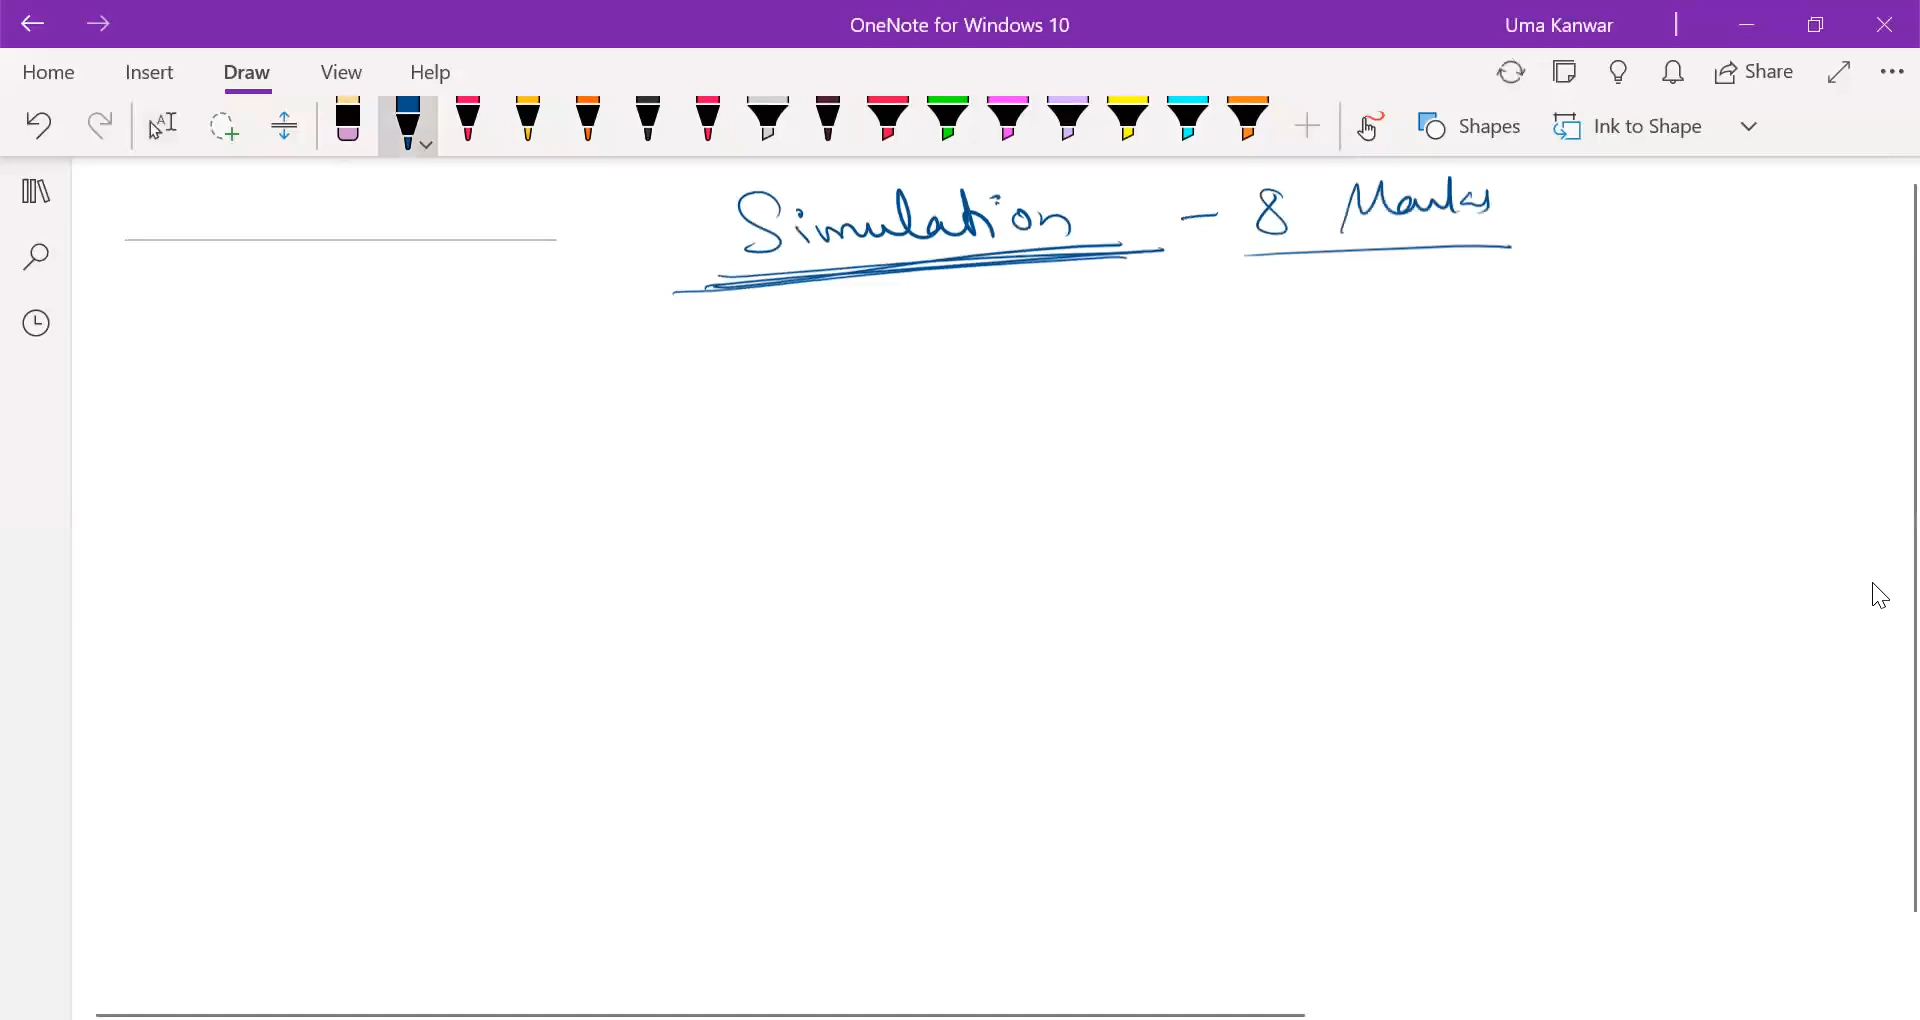 OneNote for Windows 10
Uma Kanwar
Home Insert Draw View Help
Share
Shapes
Ink to Shape
Simulation - 8 Marks